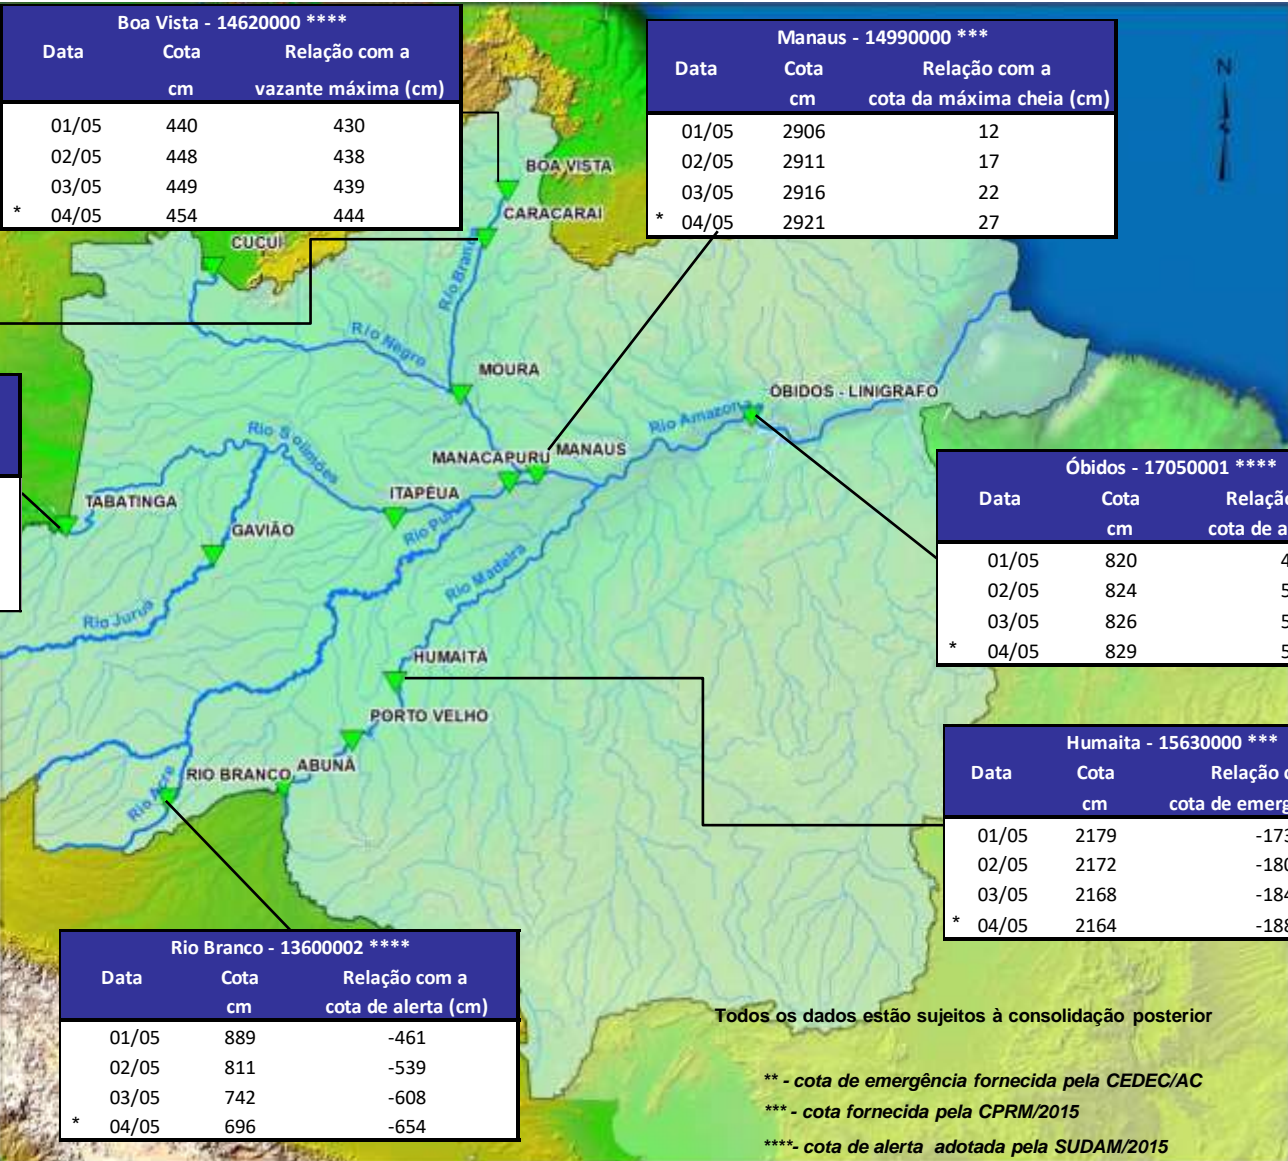 Boa Vista - 14620000 ****
Data Cota Relação com a
cm vazante máxima (cm)
01/05 440 430
02/05 448 438
03/05 449 439
* 04/05 454 444
Manaus - 14990000 ***
Data Cota Relação com a
cm cota da máxima cheia (cm)
01/05 2906 12
02/05 2911 17
03/05 2916 22
* 04/05 2921 27
N
BOA VISTA
CARACARAI
CUCUI
Rio Branco
Rio Negro
MOURA
ÓBIDOS - LINIGRAFO
Rio Amazonas
Rio Solimões
MANACAPURU
MANAUS
ITAPEUA
TABATINGA
GAVIÃO
Rio Purus
Rio Madeira
Rio Juruá
Óbidos - 17050001 ****
Data Cota
cm
01/05 820
02/05 824
03/05 826
* 04/05 829
HUMAITÁ
PORTO VELHO
ABUNÃ
RIO BRANCO
Rio Acre
Humaita - 15630000 ***
Data Cota Relação
cm cota de
01/05 2179 -173
02/05 2172 -180
03/05 2168 -184
* 04/05 2164 -188
Rio Branco - 13600002 ****
Data Cota Relação com a
cm cota de alerta (cm)
01/05 889 -461
02/05 811 -539
03/05 742 -608
* 04/05 696 -654
Todos os dados estão sujeitos à consolidação posterior
** - cota de emergência fornecida pela CEDEC/AC
*** - cota fornecida pela CPRM/2015
****- cota de alerta adotada pela SUDAM/2015